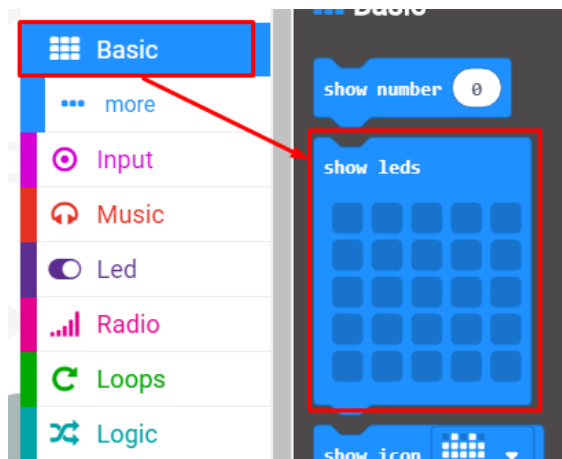 Basic
more
Input
Music
Led
Radio
Loops
Logic
Basic
show number 0
show leds
show icon